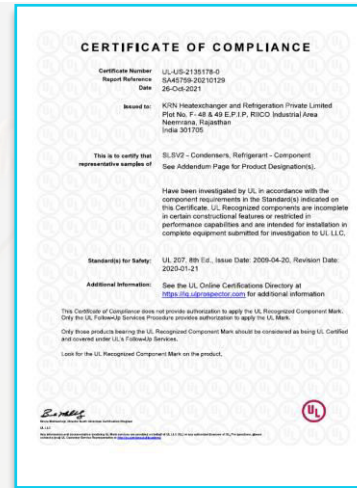 CERTIFICATE OF COMPLIANCE
Certificate Number UL-US-2135178-0
Report Reference SA45759-20210129
Date 26-Oct-2021
Issued to: KRN Heatexchanger and Refrigeration Private Limited
Plot No. F- 48 & 49 E.P.I.P, RIICO Industrial Area
Neemrana, Rajasthan
India 301705
This is to certify that SLSV2 - Condensers, Refrigerant - Component
representative samples of See Addendum Page for Product Designation(s).
Have been investigated by UL in accordance with the
component requirements in the Standard(s) indicated on
this Certificate. UL Recognized components are incomplete
in certain constructional features or restricted in
performance capabilities and are intended for installation in
complete equipment submitted for investigation to UL LLC.
Standard(s) for Safety: UL 207, 8th Ed., Issue Date: 2009-04-20, Revision Date:
2020-01-21
Additional Information: See the UL Online Certifications Directory at
https://iq.ulprospector.com for additional information
This Certificate of Compliance does not provide authorization to apply the UL Recognized Component Mark.
Only the UL Follow-Up Services Procedure provides authorization to apply the UL Mark.
Only those products bearing the UL Recognized Component Mark should be considered as being UL Certified
and covered under UL's Follow-Up Services.
Look for the UL Recognized Component Mark on the product.
UL
UL LLC